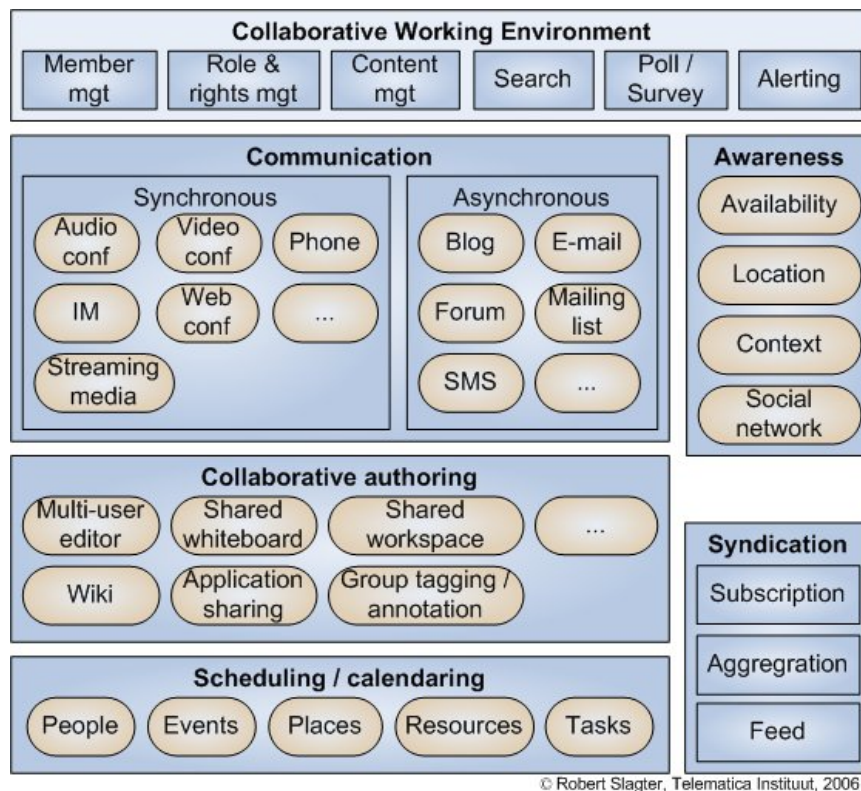 Collaborative Working Environment
Member
mgt
Role &
rights mgt
Content
mgt
Search
Poll /
Survey
Alerting
Communication
Synchronous
Audio
conf
Video
conf
Phone
IM
Web
conf
...
Streaming
media
Asynchronous
Blog
E-mail
Forum
Mailing
list
SMS
...
Awareness
Availability
Location
Context
Social
network
Collaborative authoring
Multi-user
editor
Shared
whiteboard
Shared
workspace
...
Wiki
Application
sharing
Group tagging /
annotation
Syndication
Subscription
Aggregration
Feed
Scheduling / calendaring
People
Events
Places
Resources
Tasks
© Robert Slagter, Telematica Instituut, 2006